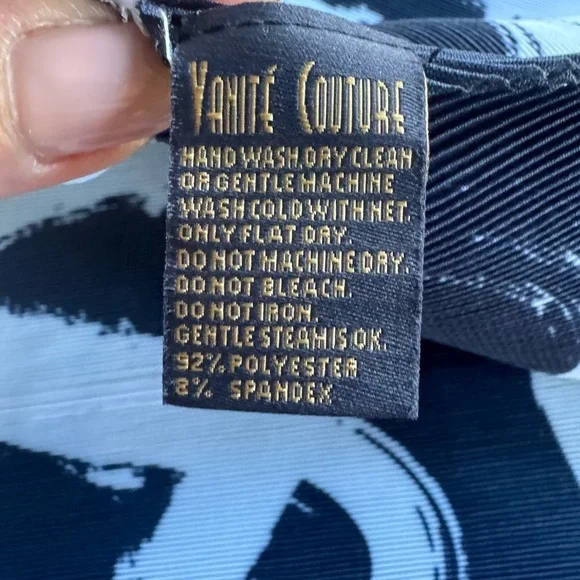 VANITÉ COUTURE
HAND WASH, DRY CLEAN
OR GENTLE MACHINE
WASH COLD WITH NET.
ONLY FLAT DRY.
DO NOT MACHINE DRY.
DO NOT BLEACH.
DO NOT IRON.
GENTLE STEAM IS OK.
92% POLYESTER
8% SPANDEX